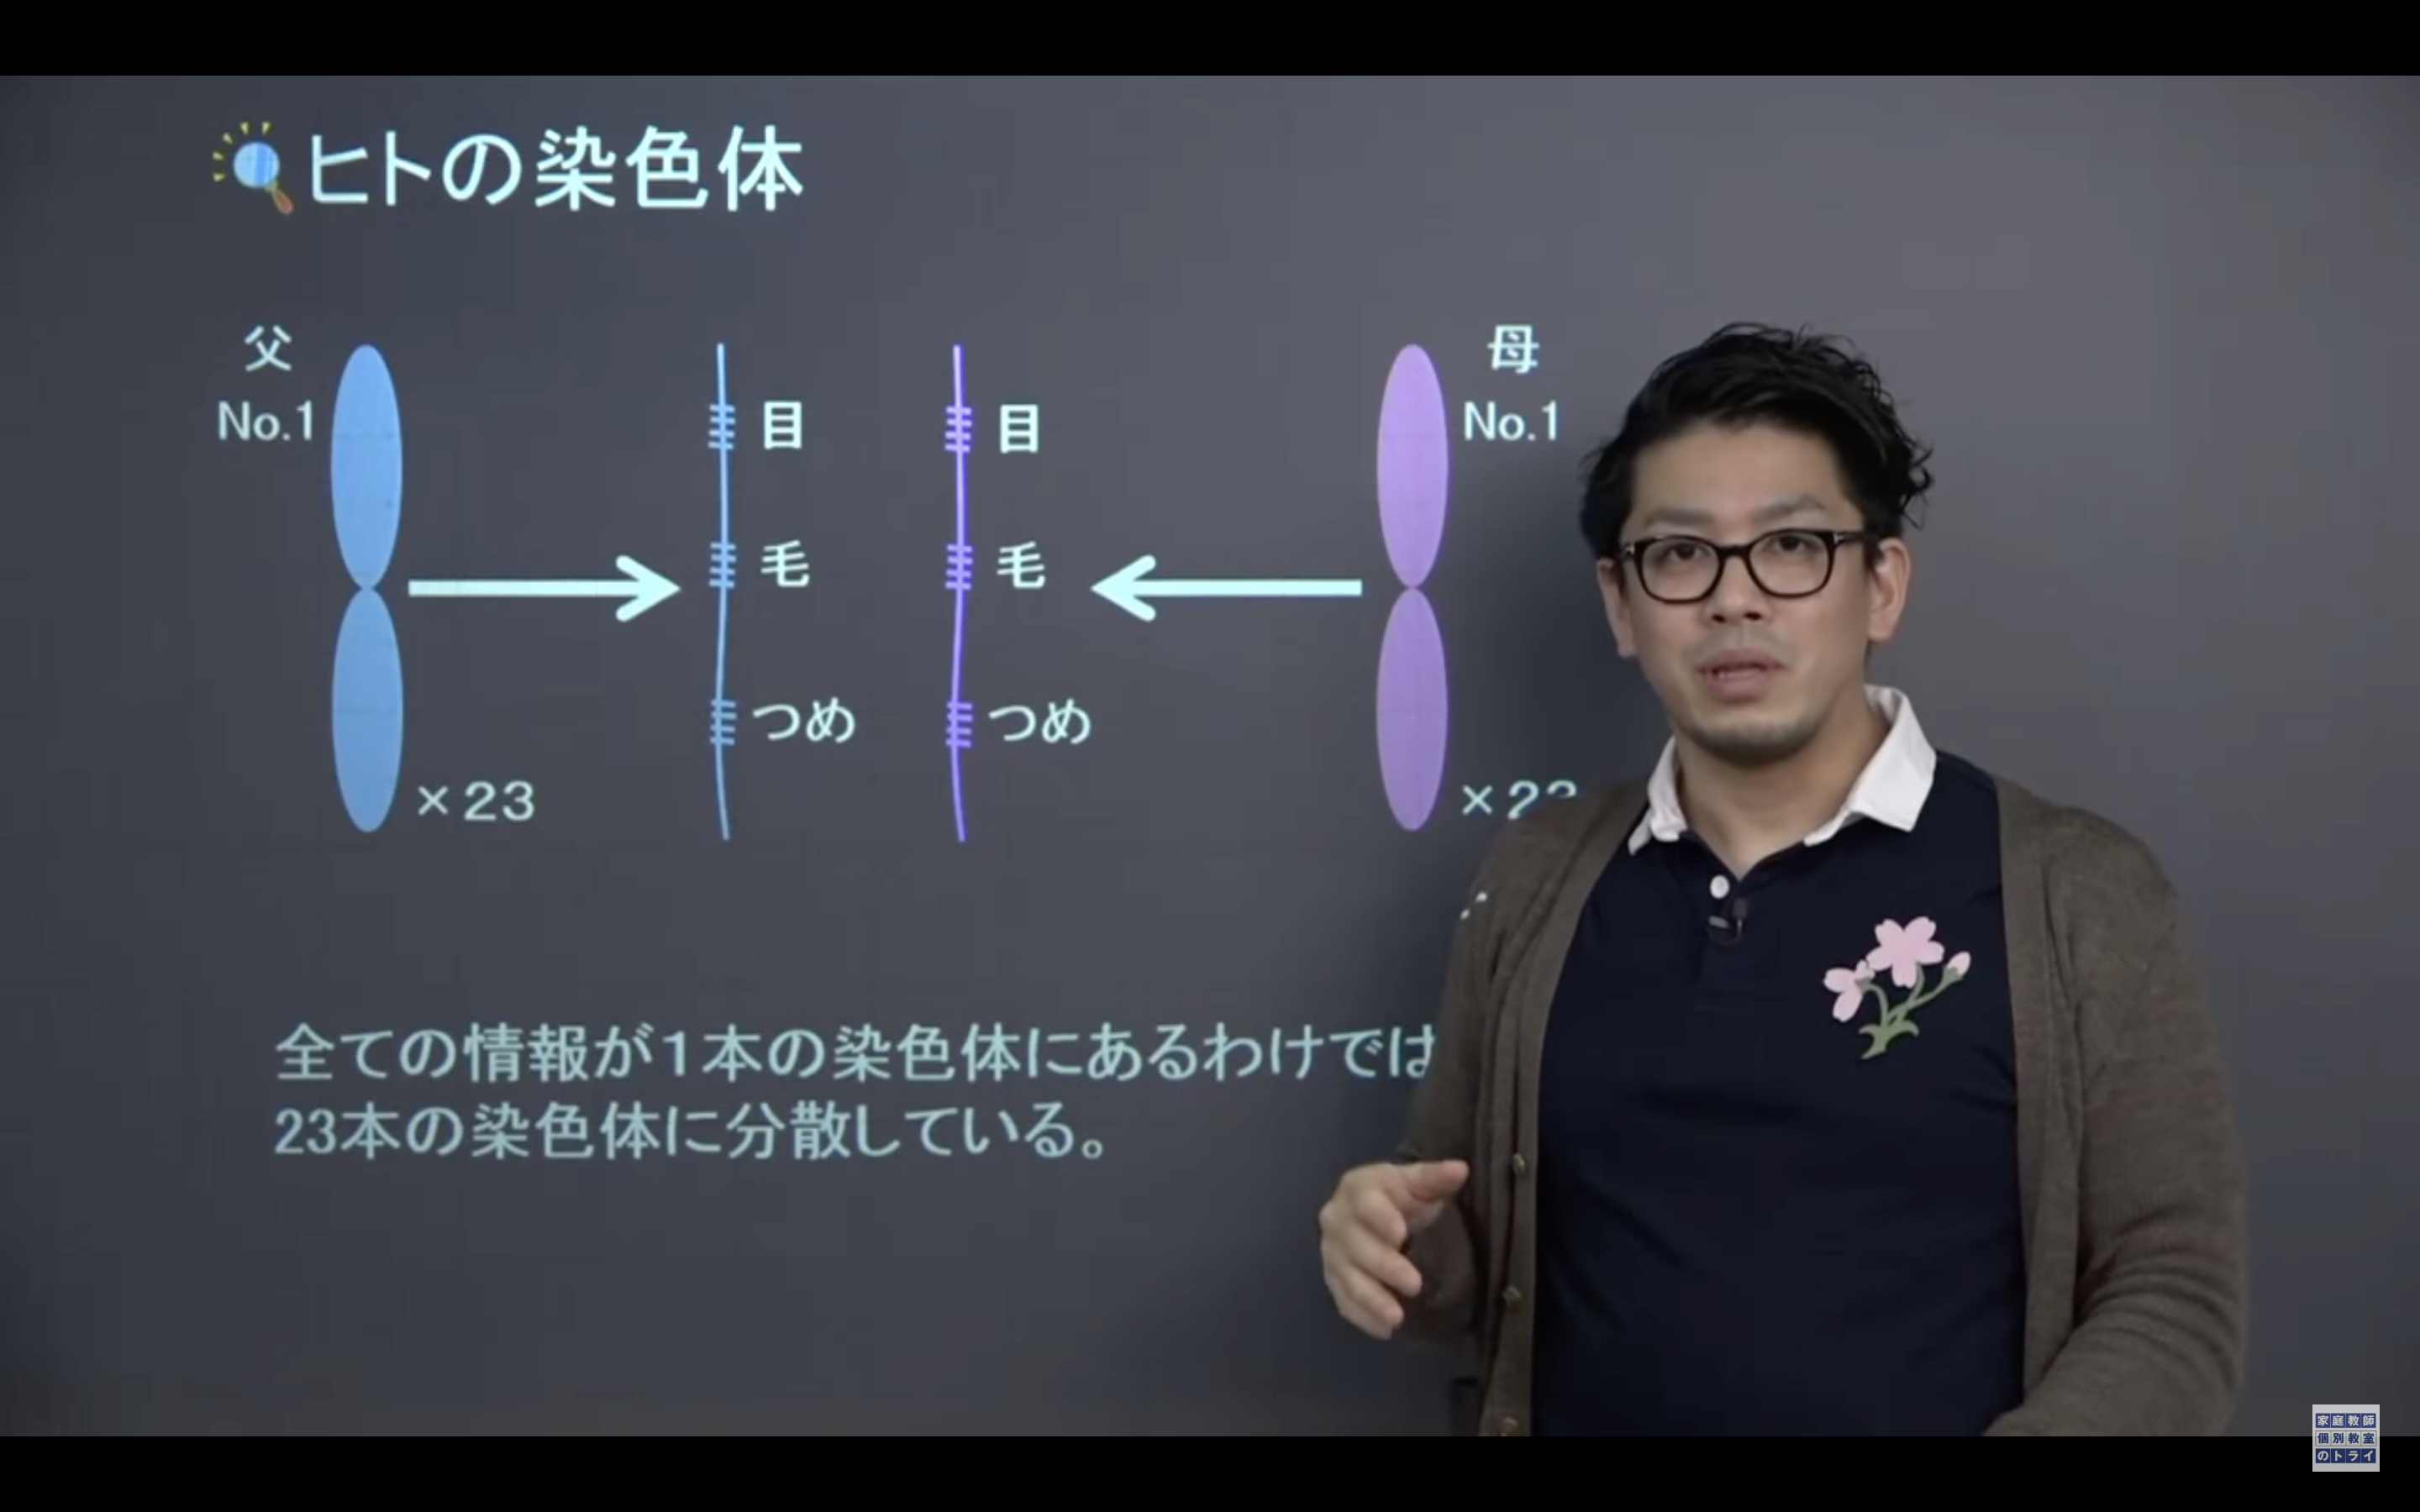 ヒトの染色体
父
No.1
×23
目
毛
つめ
目
毛
つめ
母
No.1
全ての情報が1本の染色体にあるわけでは
23本の染色体に分散している。
家庭教師
個別教室
のトライ